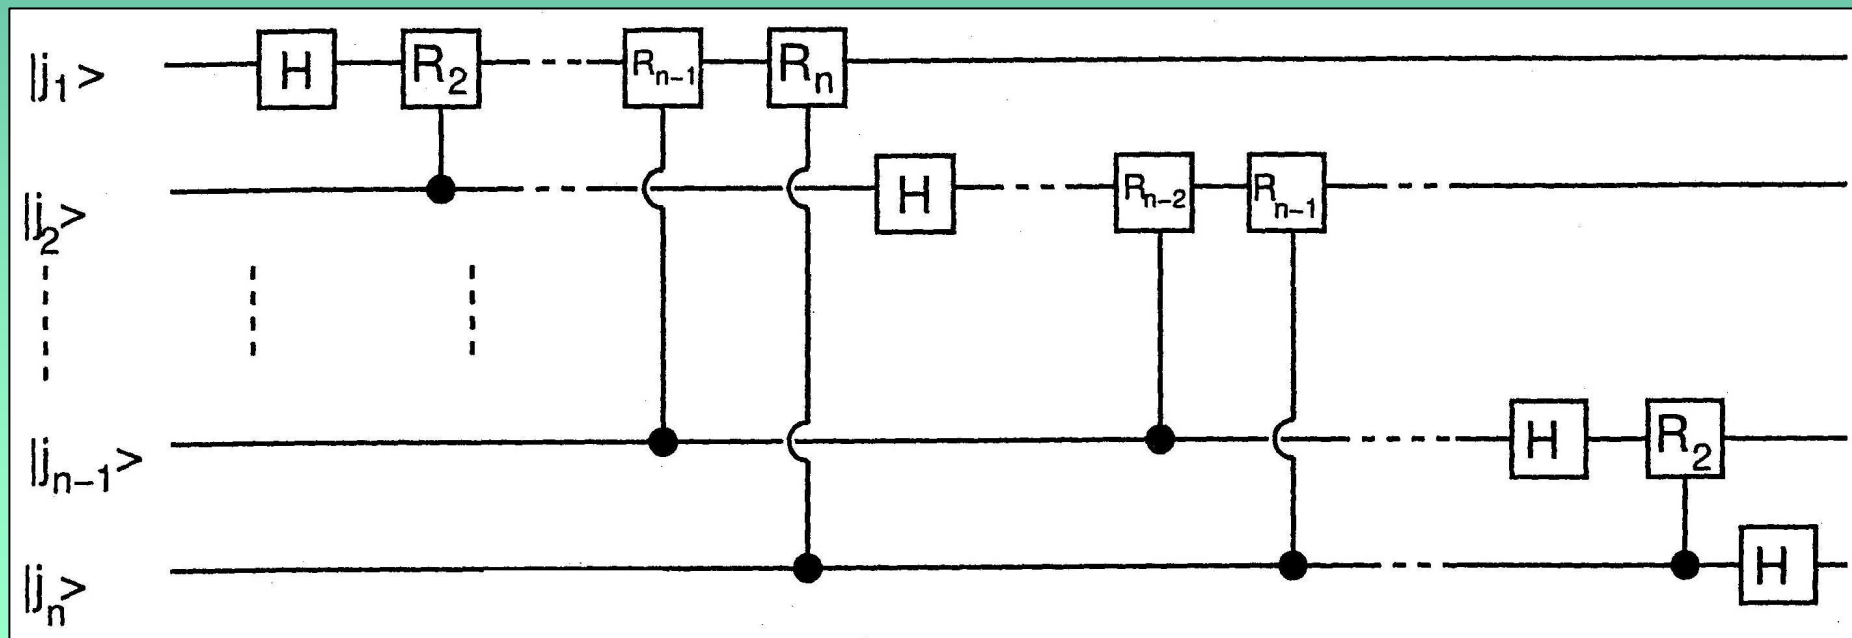 |j₁> H R₂ Rₙ₋₁ Rₙ
|j₂> H Rₙ₋₂ Rₙ₋₁
|jₙ₋₁> H R₂
|jₙ> H